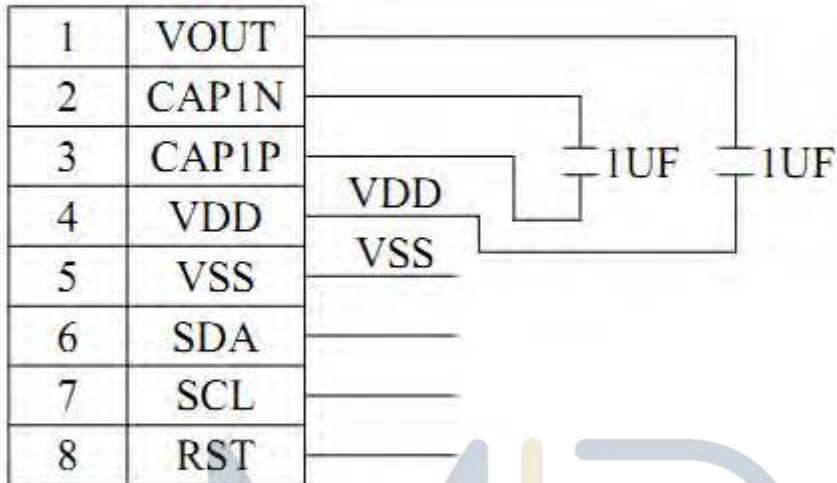 1 VOUT
2 CAP1N
3 CAP1P
1UF 1UF
VDD
4 VDD
VSS
5 VSS
6 SDA
7 SCL
8 RST